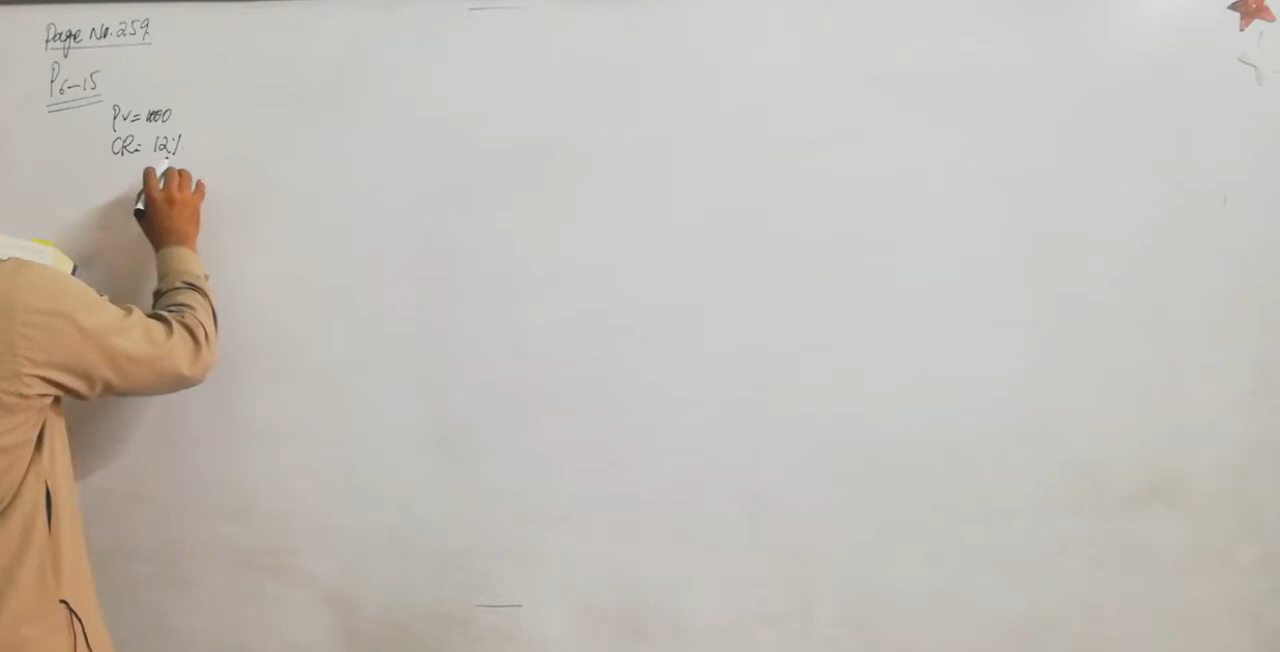 Page No. 259
P6-15
PV = 1000
CR = 12%